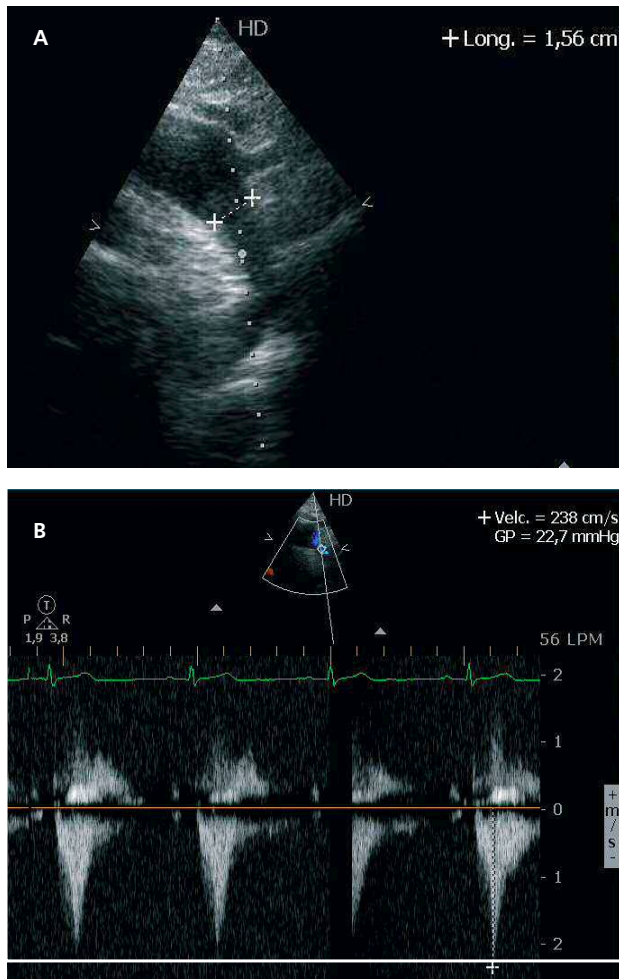 A
HD
+ Long. = 1,56 cm
B
HD
+ Velc. = 238 cm/s
GP = 22,7 mmHg
T
P R
1,9 3,8
56 LPM
- 2
- 1
- 0
+
m
/
s
-
- 1
- 2